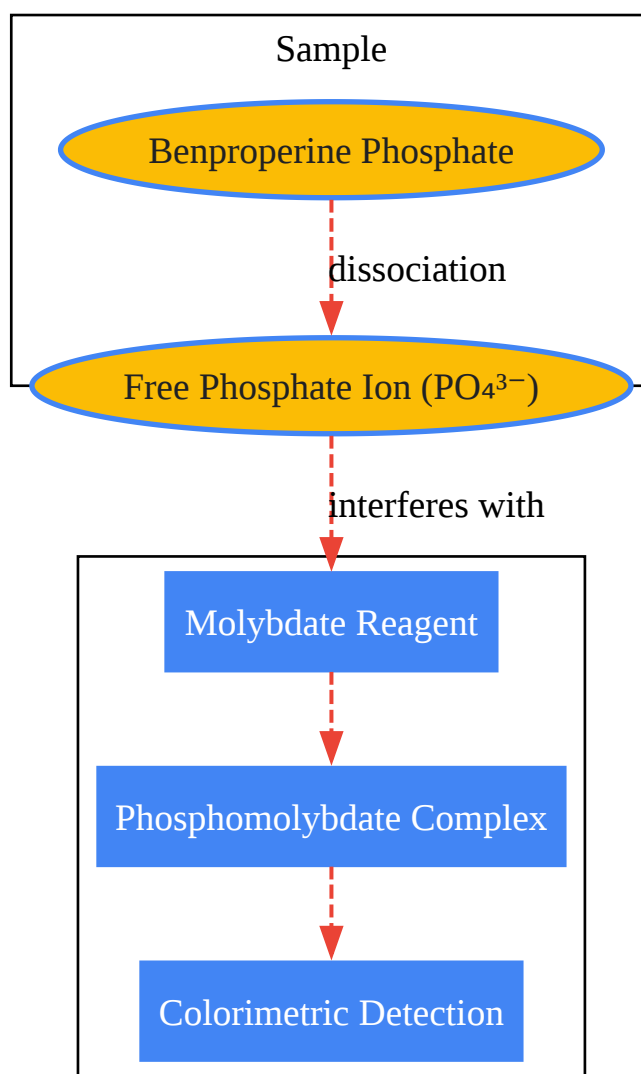 Sample
Benproperine Phosphate
dissociation
Free Phosphate Ion (PO₄³⁻)
interferes with
Molybdate Reagent
Phosphomolybdate Complex
Colorimetric Detection